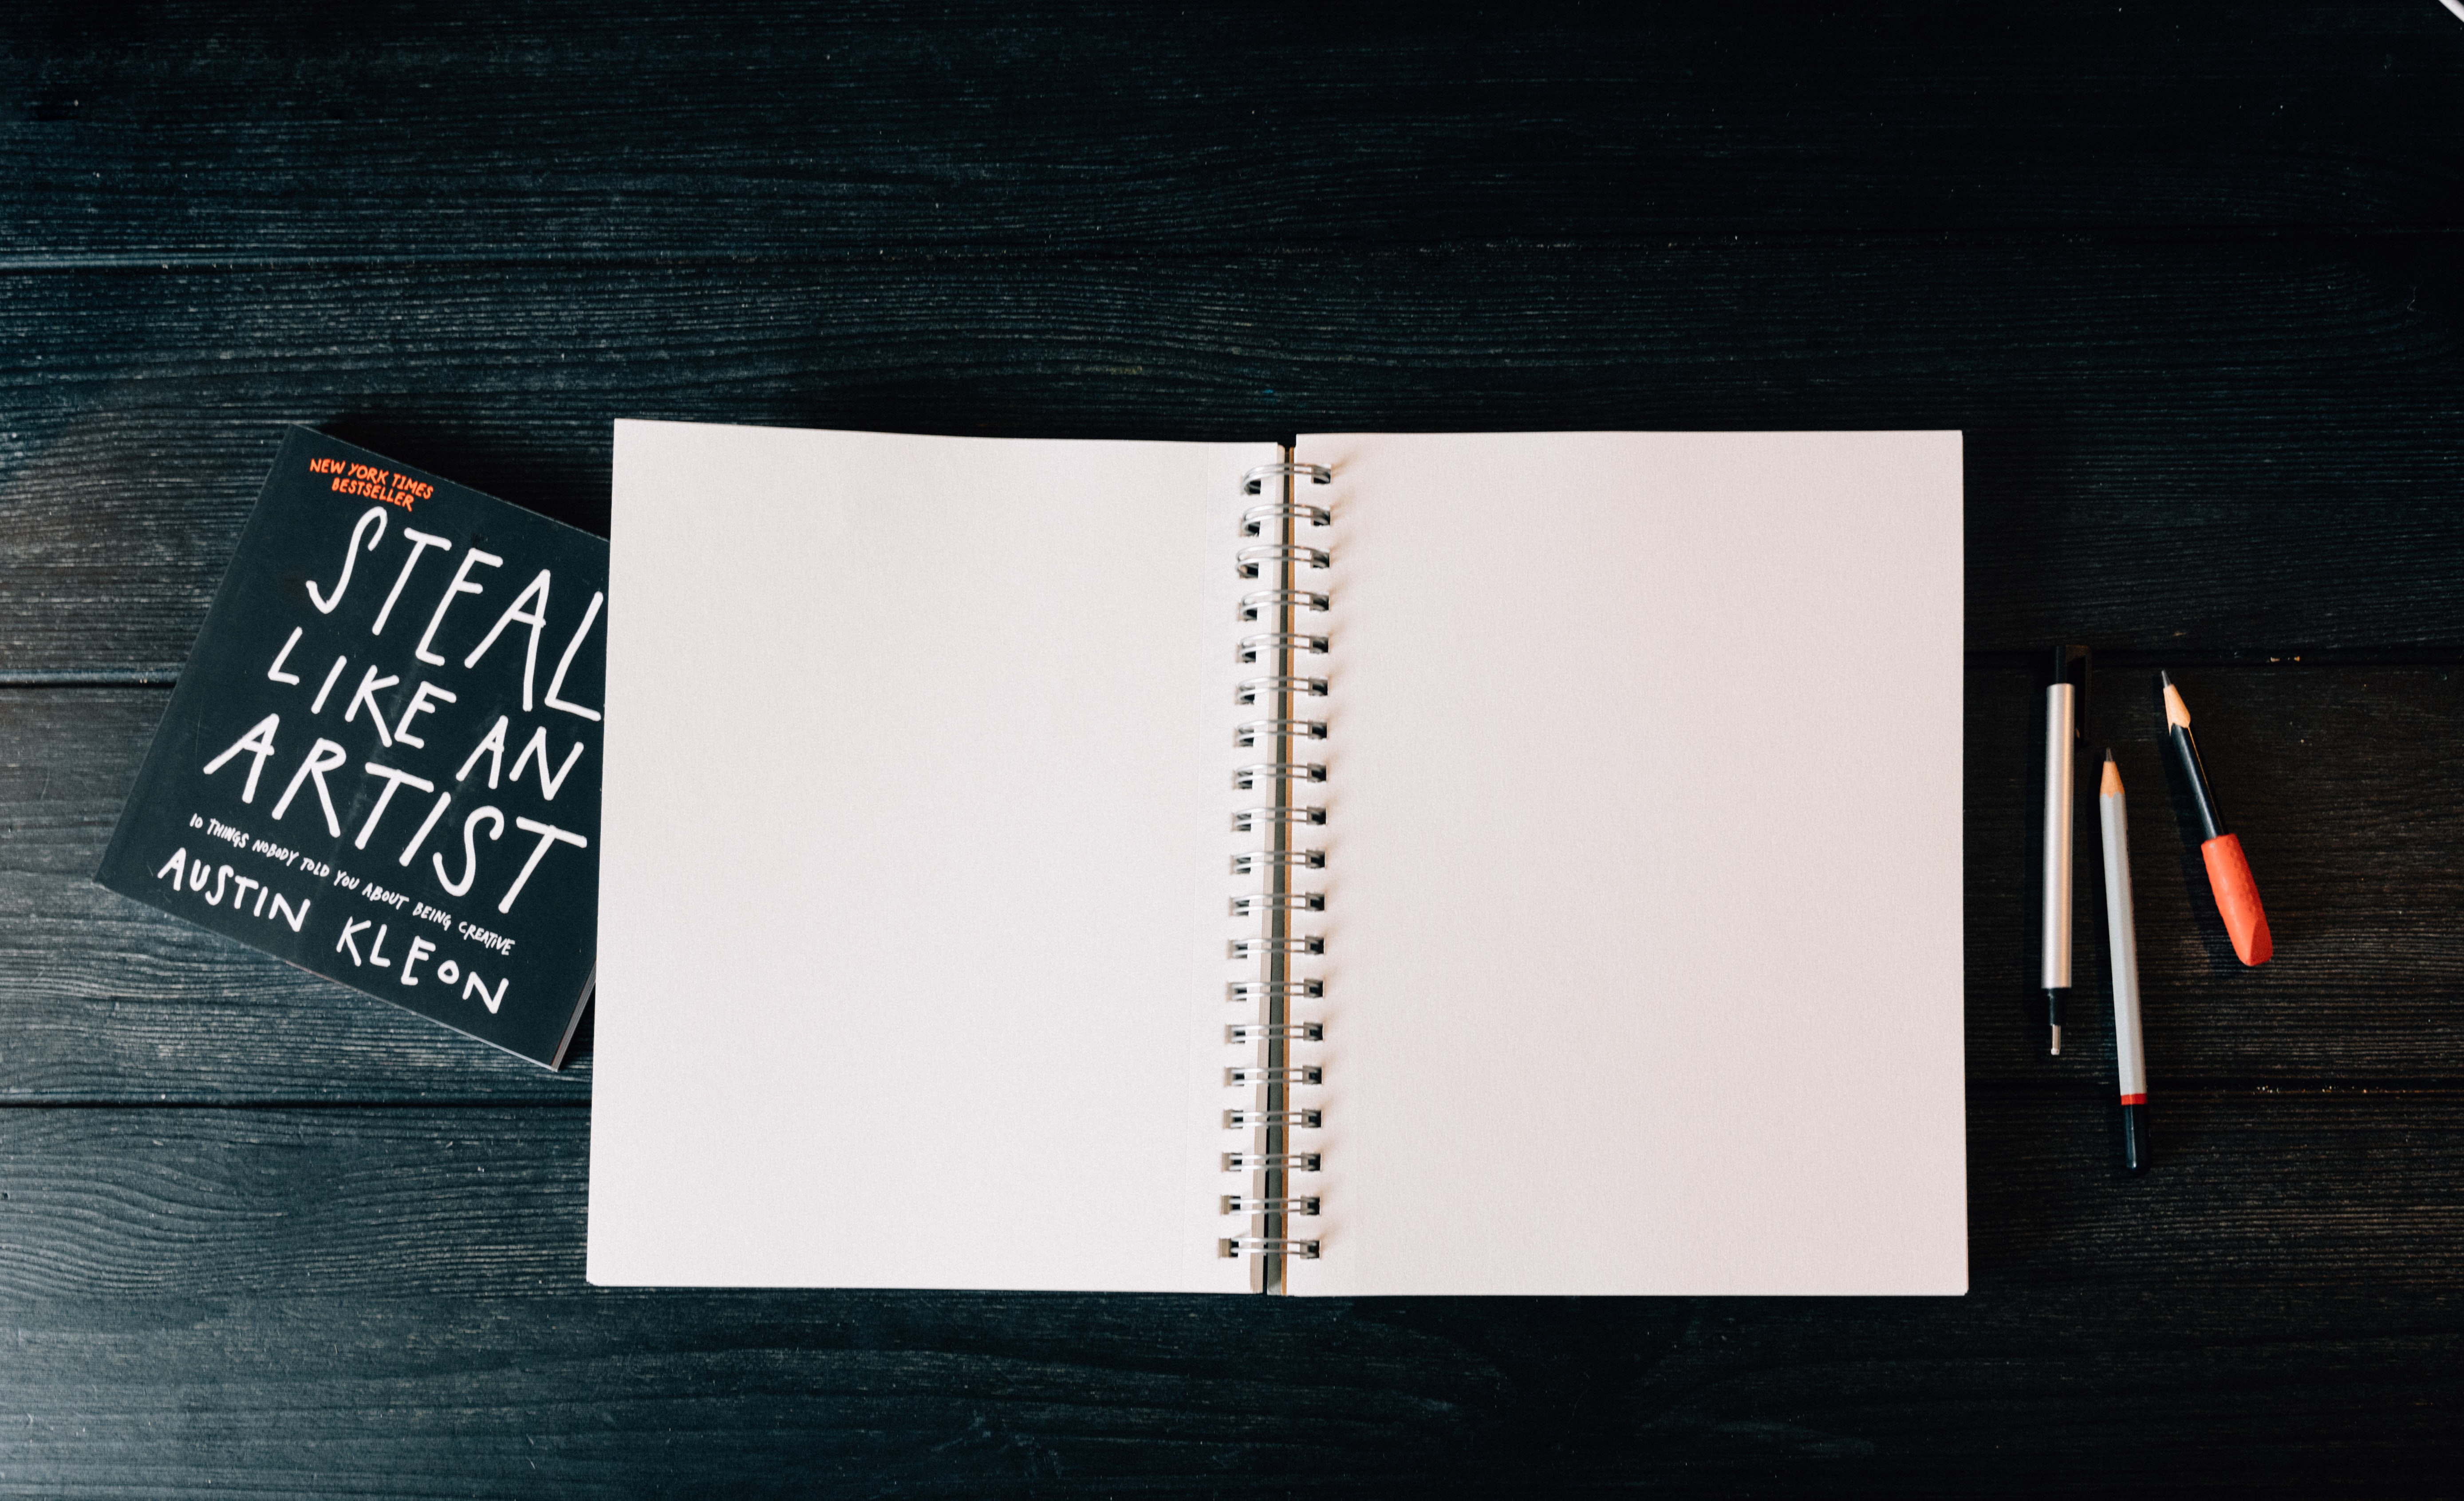 NEW YORK TIMES
BESTSELLER
STEAL
LIKE AN
ARTIST
10 THINGS NOBODY TOLD YOU ABOUT BEING CREATIVE
AUSTIN KLEON